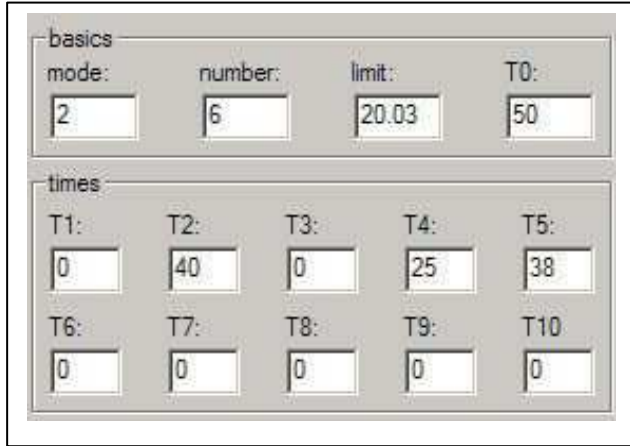 basics
mode: number: limit: T0:
2 6 20.03 50
times
T1: T2: T3: T4: T5:
0 40 0 25 38
T6: T7: T8: T9: T10
0 0 0 0 0